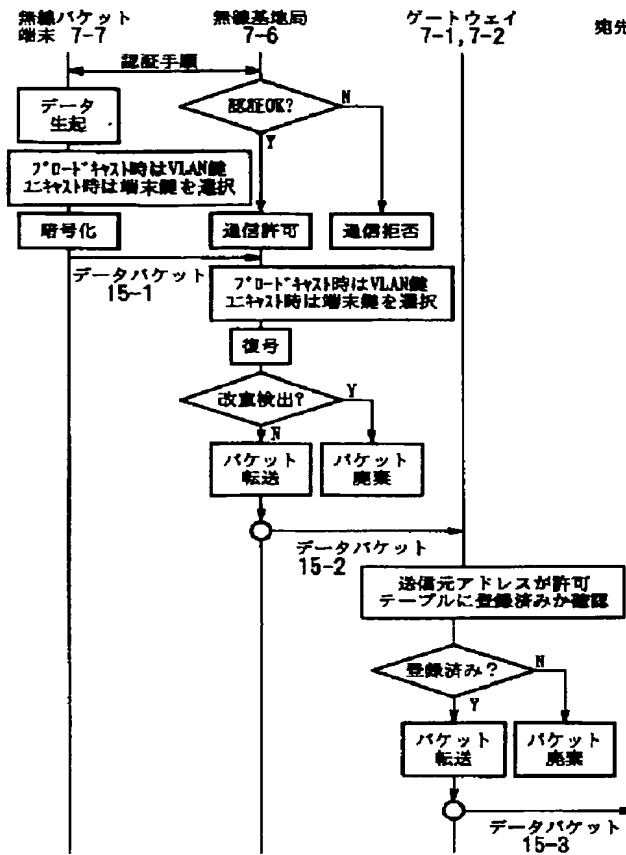 無線パケット
端末 7-7
無線基地局
7-6
ゲートウェイ
7-1, 7-2
宛先
認証手順
データ
生起
認証OK?
N
Y
ブロードキャスト時はVLAN鍵
ユニキャスト時は端末鍵を選択
暗号化
通信許可
通信拒否
データパケット
15-1
ブロードキャスト時はVLAN鍵
ユニキャスト時は端末鍵を選択
復号
改竄検出?
Y
N
パケット
転送
パケット
廃棄
データパケット
15-2
送信元アドレスが許可
テーブルに登録済みか確認
登録済み?
N
Y
パケット
転送
パケット
廃棄
データパケット
15-3